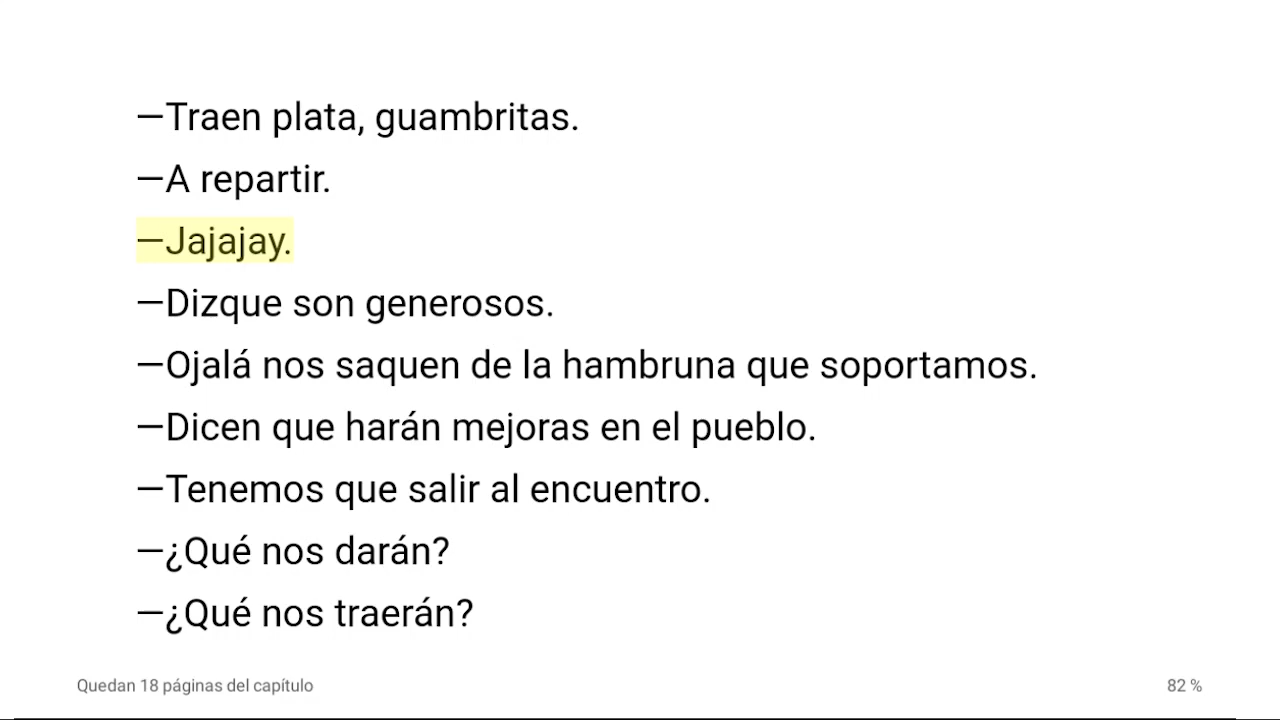 —Traen plata, guambritas.
—A repartir.
—Jajajay.
—Dizque son generosos.
—Ojalá nos saquen de la hambruna que soportamos.
—Dicen que harán mejoras en el pueblo.
—Tenemos que salir al encuentro.
—¿Qué nos darán?
—¿Qué nos traerán?
Quedan 18 páginas del capítulo
82 %